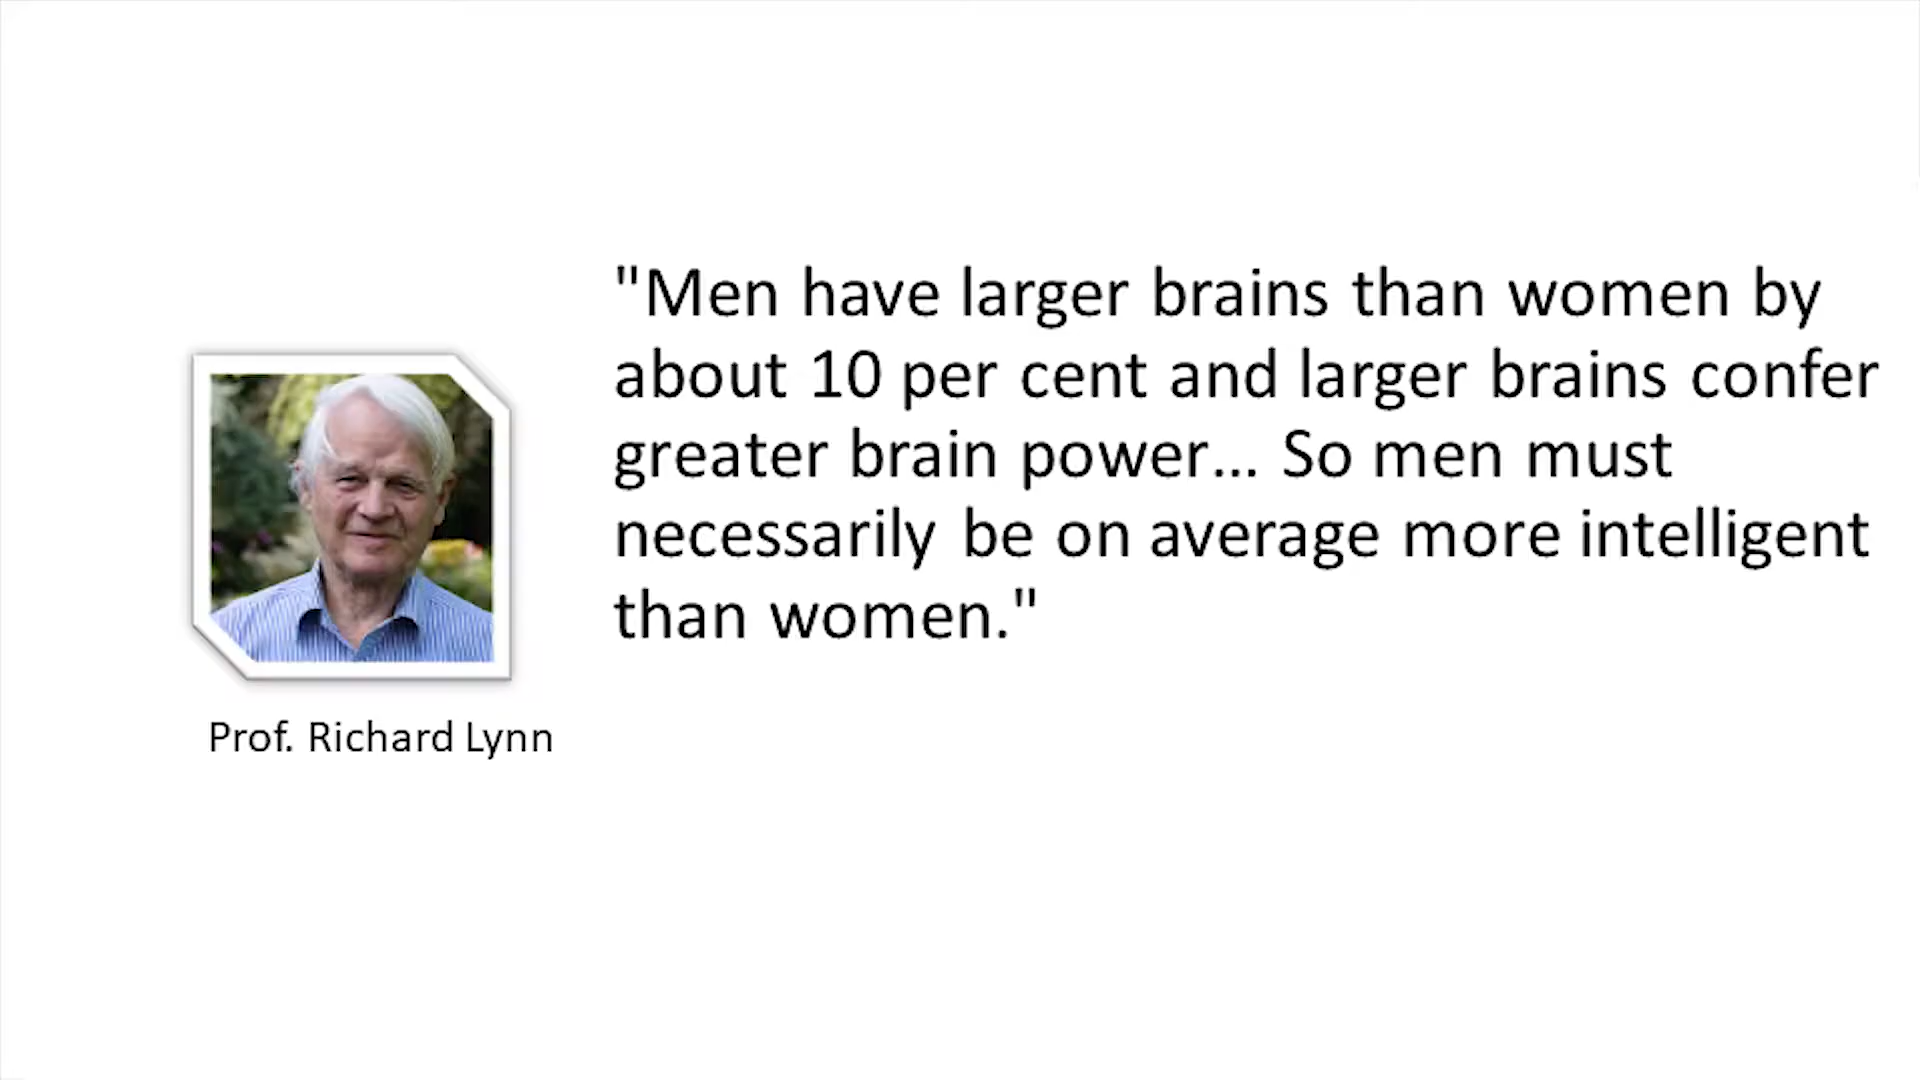 "Men have larger brains than women by
about 10 per cent and larger brains confer
greater brain power... So men must
necessarily be on average more intelligent
than women."
Prof. Richard Lynn